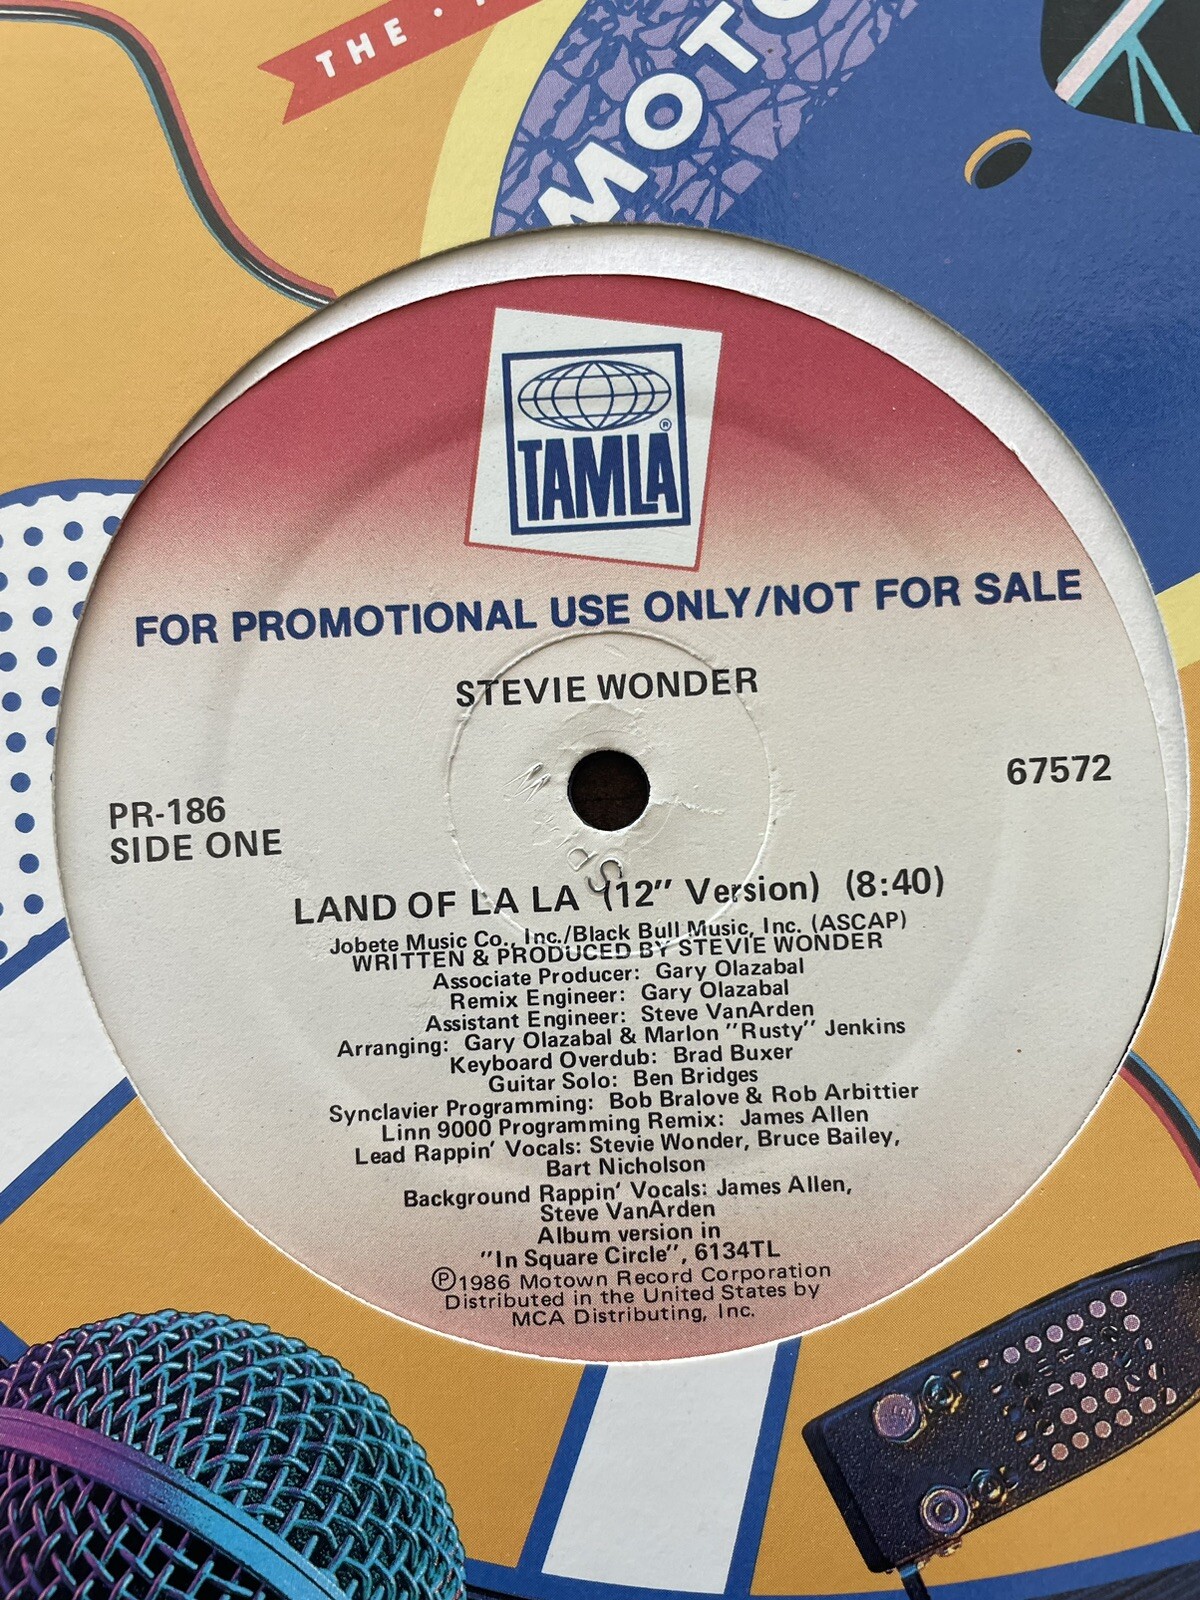 THE ·
MOTO
TAMLA®
FOR PROMOTIONAL USE ONLY/NOT FOR SALE
STEVIE WONDER
67572
PR-186
SIDE ONE
LAND OF LA LA (12" Version) (8:40)
Jobete Music Co., Inc./Black Bull Music, Inc. (ASCAP)
WRITTEN & PRODUCED BY STEVIE WONDER
Associate Producer: Gary Olazabal
Remix Engineer: Gary Olazabal
Assistant Engineer: Steve VanArden
Arranging: Gary Olazabal & Marlon "Rusty" Jenkins
Keyboard Overdub: Brad Buxer
Guitar Solo: Ben Bridges
Synclavier Programming: Bob Bralove & Rob Arbittier
Linn 9000 Programming Remix: James Allen
Lead Rappin' Vocals: Stevie Wonder, Bruce Bailey,
Bart Nicholson
Background Rappin' Vocals: James Allen,
Steve VanArden
Album version in
"In Square Circle", 6134TL
Ⓟ1986 Motown Record Corporation
Distributed in the United States by
MCA Distributing, Inc.